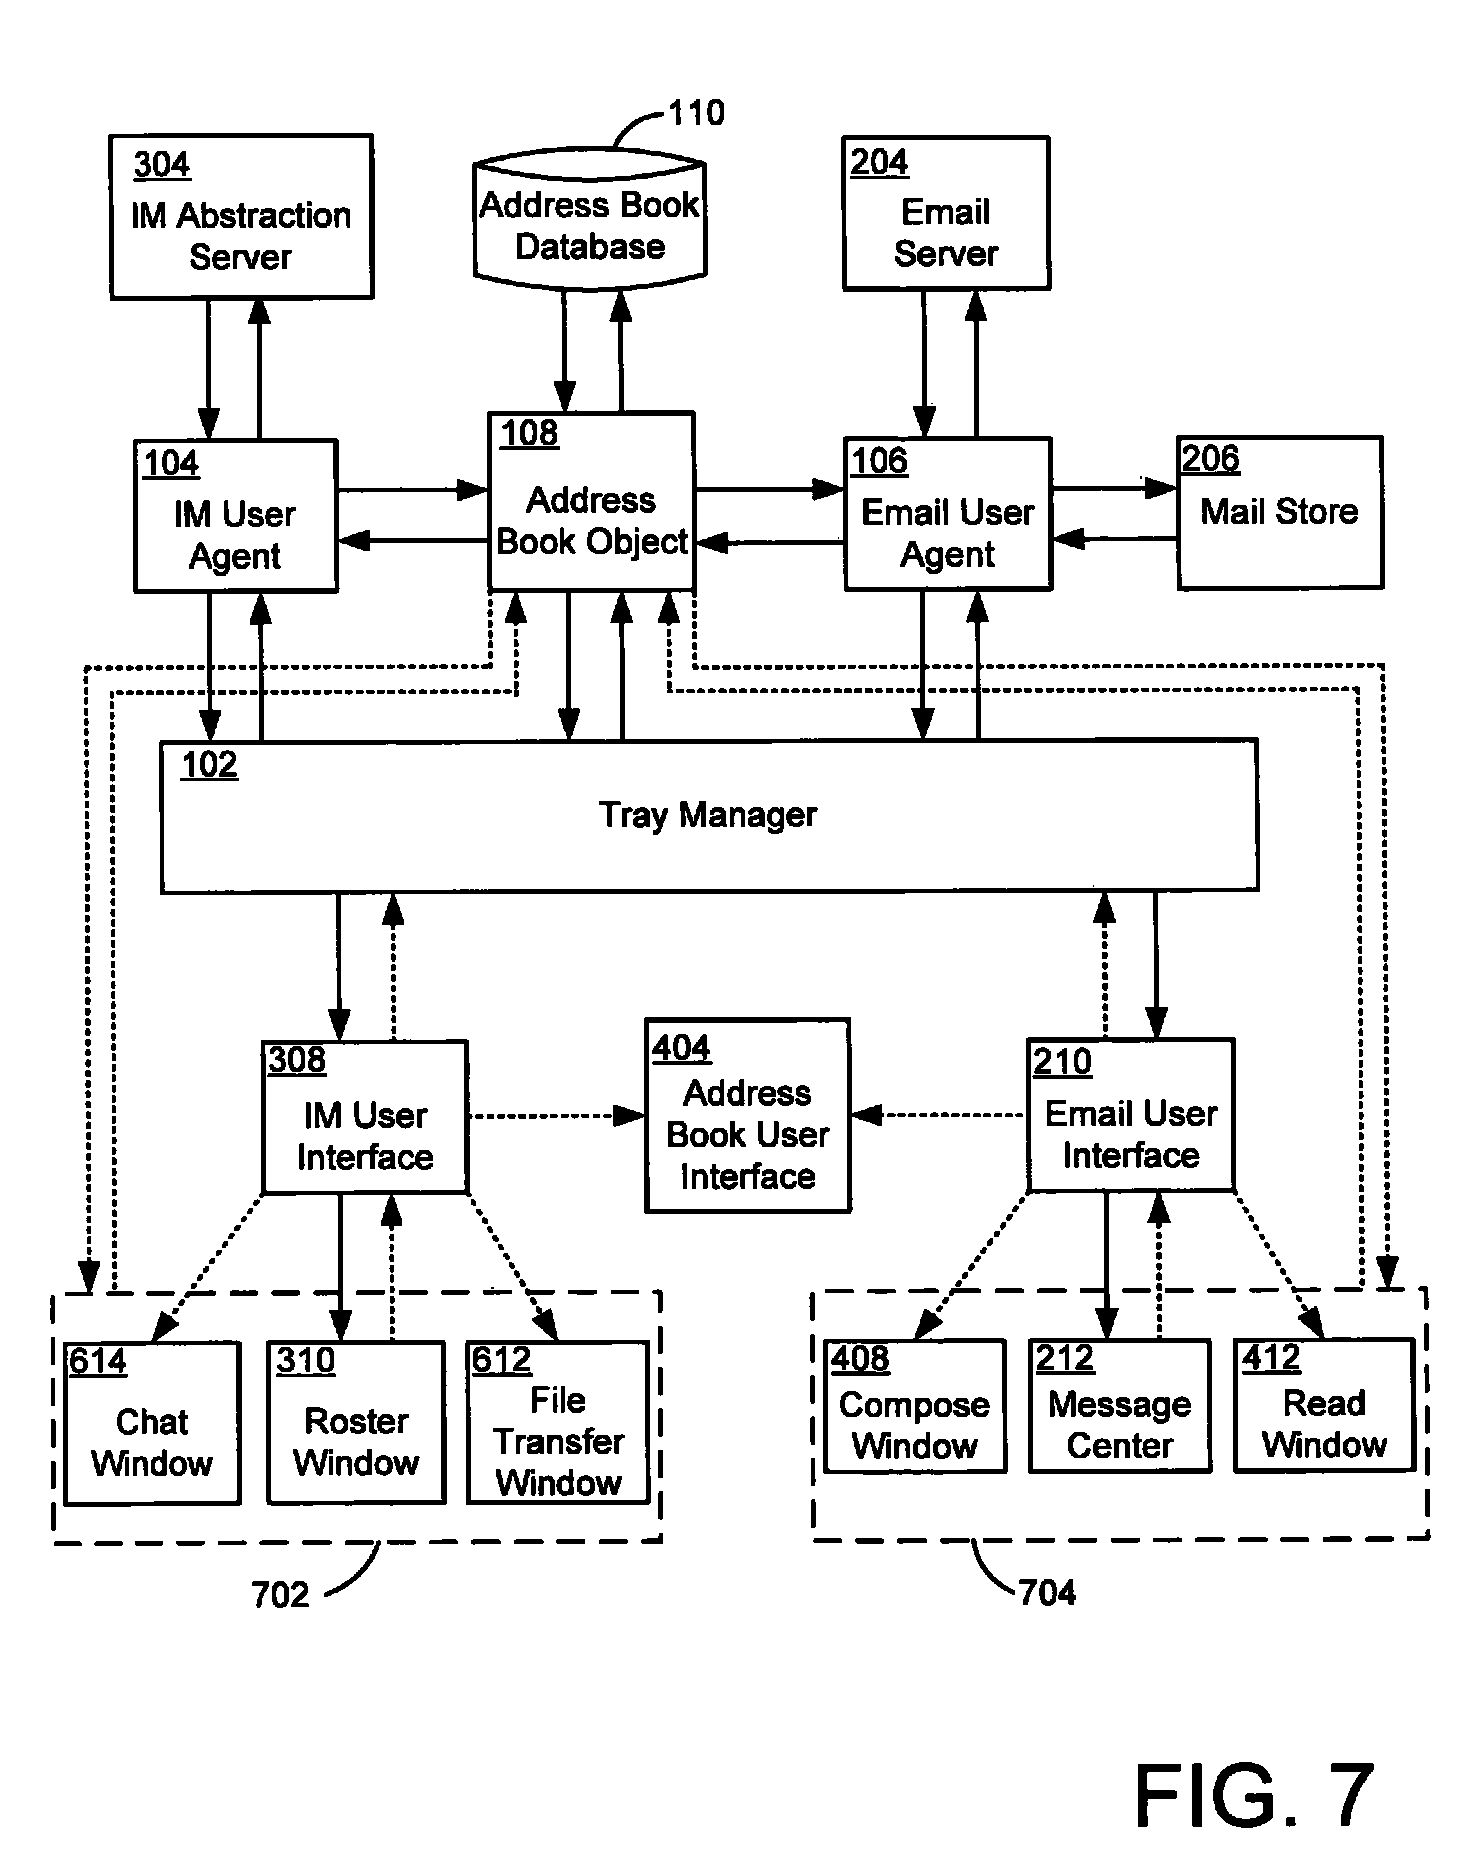 110
304
IM Abstraction
Server
Address Book
Database
204
Email
Server
104
IM User
Agent
108
Address
Book Object
106
Email User
Agent
206
Mail Store
102
Tray Manager
308
IM User
Interface
404
Address
Book User
Interface
210
Email User
Interface
614
Chat
Window
310
Roster
Window
612
File
Transfer
Window
408
Compose
Window
212
Message
Center
412
Read
Window
702
704
FIG. 7